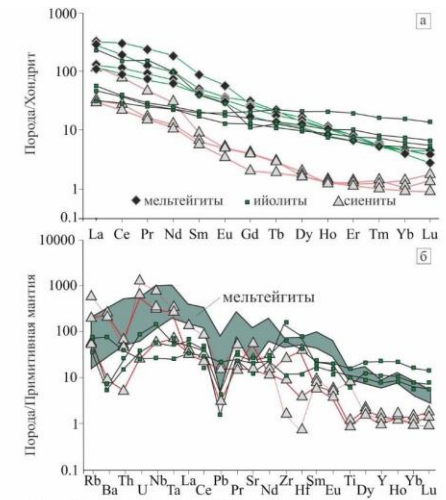 а
1000
100
10
1
0.1
Порода/Хондрит
мельтейгиты ийолиты сиениты
La Ce Pr Nd Sm Eu Gd Tb Dy Ho Er Tm Yb Lu
б
10000
1000
100
10
1
0.1
Порода/Примитивная мантия
мельтейгиты
Rb Ba Th U Nb Ta La Ce Pb Pr Sr Nd Zr Hf Sm Eu Ti Dy Y Ho Yb Lu